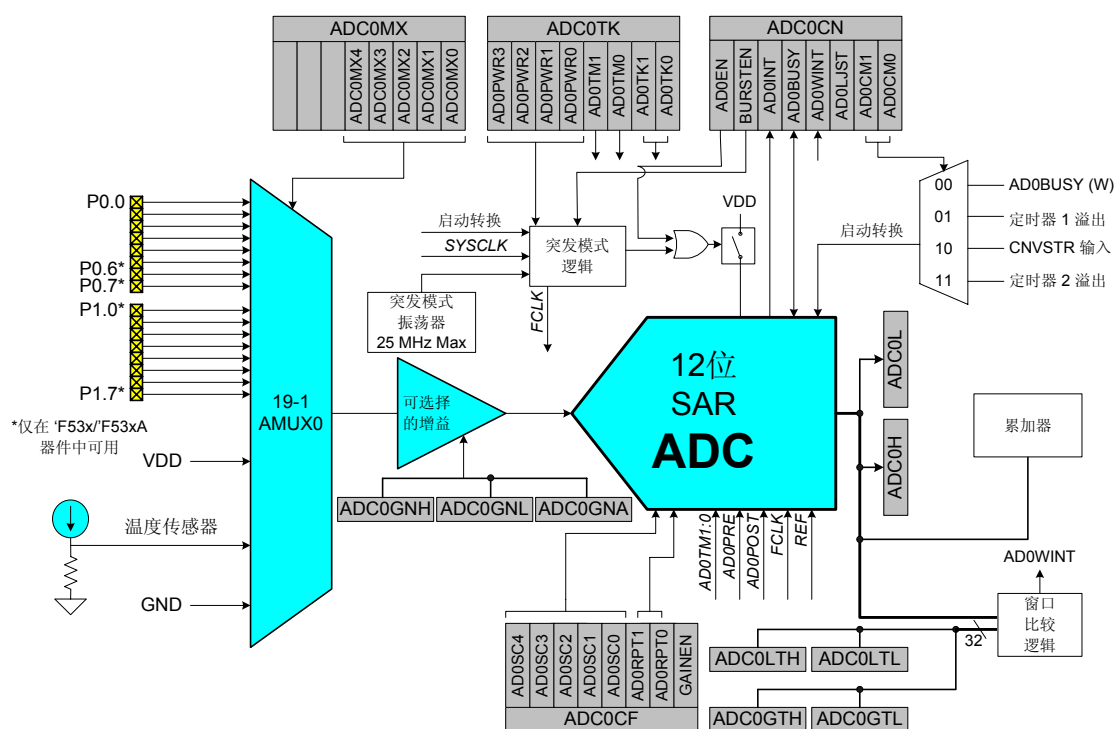 ADC0MX
ADC0MX4
ADC0MX3
ADC0MX2
ADC0MX1
ADC0MX0
ADC0TK
AD0PWR3
AD0PWR2
AD0PWR1
AD0PWR0
AD0TM1
AD0TM0
AD0TK1
AD0TK0
ADC0CN
AD0EN
BURSTEN
AD0INT
AD0BUSY
AD0WINT
AD0LJST
AD0CM1
AD0CM0
00
01
10
11
AD0BUSY (W)
定时器 1 溢出
CNVSTR 输入
定时器 2 溢出
启动转换
VDD
启动转换
SYSCLK
突发模式
逻辑
突发模式
振荡器
25 MHz Max
FCLK
P0.0
P0.6*
P0.7*
P1.0*
P1.7*
*仅在 ‘F53x/’F53xA
器件中可用
VDD
温度传感器
GND
19-1
AMUX0
可选择
的增益
ADC0GNH
ADC0GNL
ADC0GNA
12位
SAR
ADC
AD0TM1:0
AD0PRE
AD0POST
FCLK
REF
ADC0L
ADC0H
累加器
AD0WINT
窗口
比较
逻辑
32
ADC0LTH
ADC0LTL
ADC0GTH
ADC0GTL
AD0SC4
AD0SC3
AD0SC2
AD0SC1
AD0SC0
AD0RPT1
AD0RPT0
GAINEN
ADC0CF